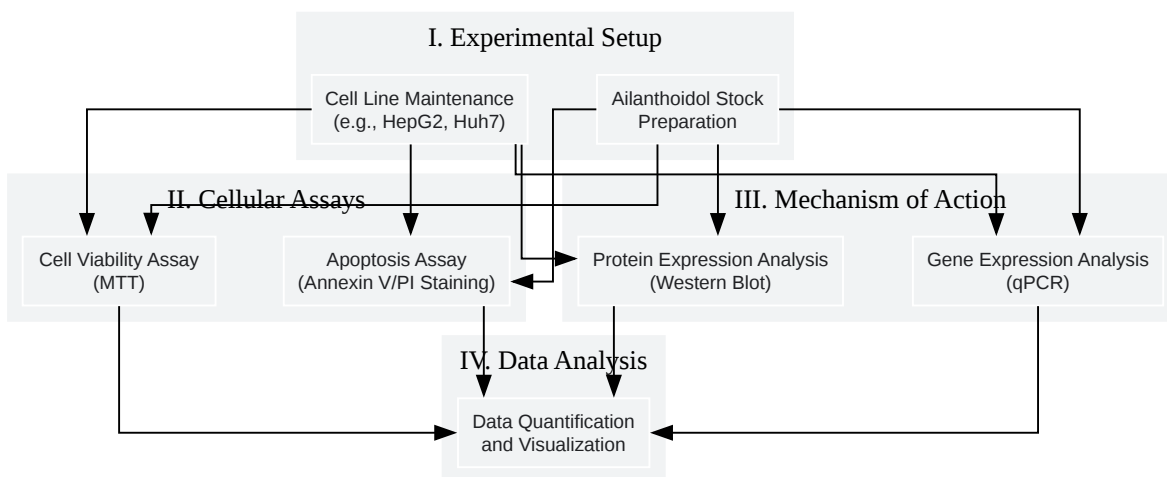 I. Experimental Setup
Cell Line Maintenance
(e.g., HepG2, Huh7)
Ailanthoidol Stock
Preparation
II. Cellular Assays
III. Mechanism of Action
Cell Viability Assay
(MTT)
Apoptosis Assay
(Annexin V/PI Staining)
Protein Expression Analysis
(Western Blot)
Gene Expression Analysis
(qPCR)
IV. Data Analysis
Data Quantification
and Visualization